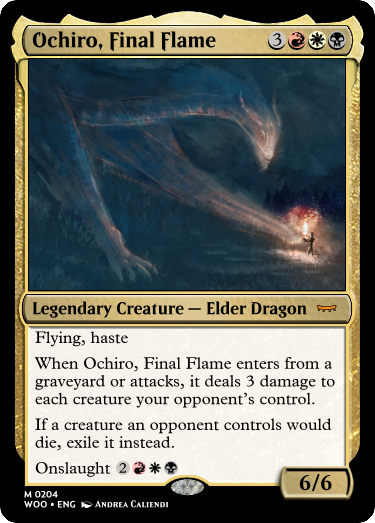 Ochiro, Final Flame 3
Legendary Creature — Elder Dragon
Flying, haste
When Ochiro, Final Flame enters from a
graveyard or attacks, it deals 3 damage to
each creature your opponent's control.
If a creature an opponent controls would
die, exile it instead.
Onslaught 2
6/6
M 0204
WOO • ENG Andrea Caliendi